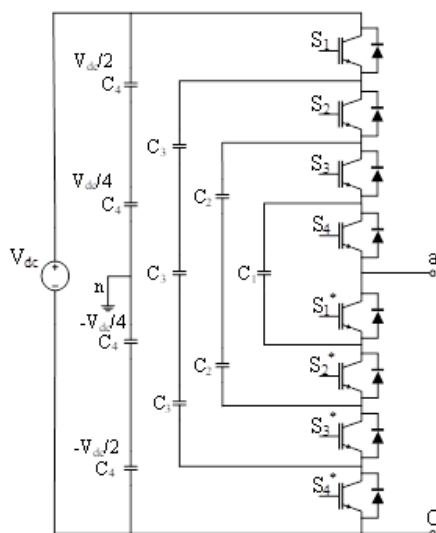 S1
Vdc/2
C4
S2
C3
S3
Vdc/4
C4
C2
S4
Vdc
a
n
C3
C1
S1*
-Vdc/4
C4
S2*
C2
C3
S3*
-Vdc/2
C4
S4*
0